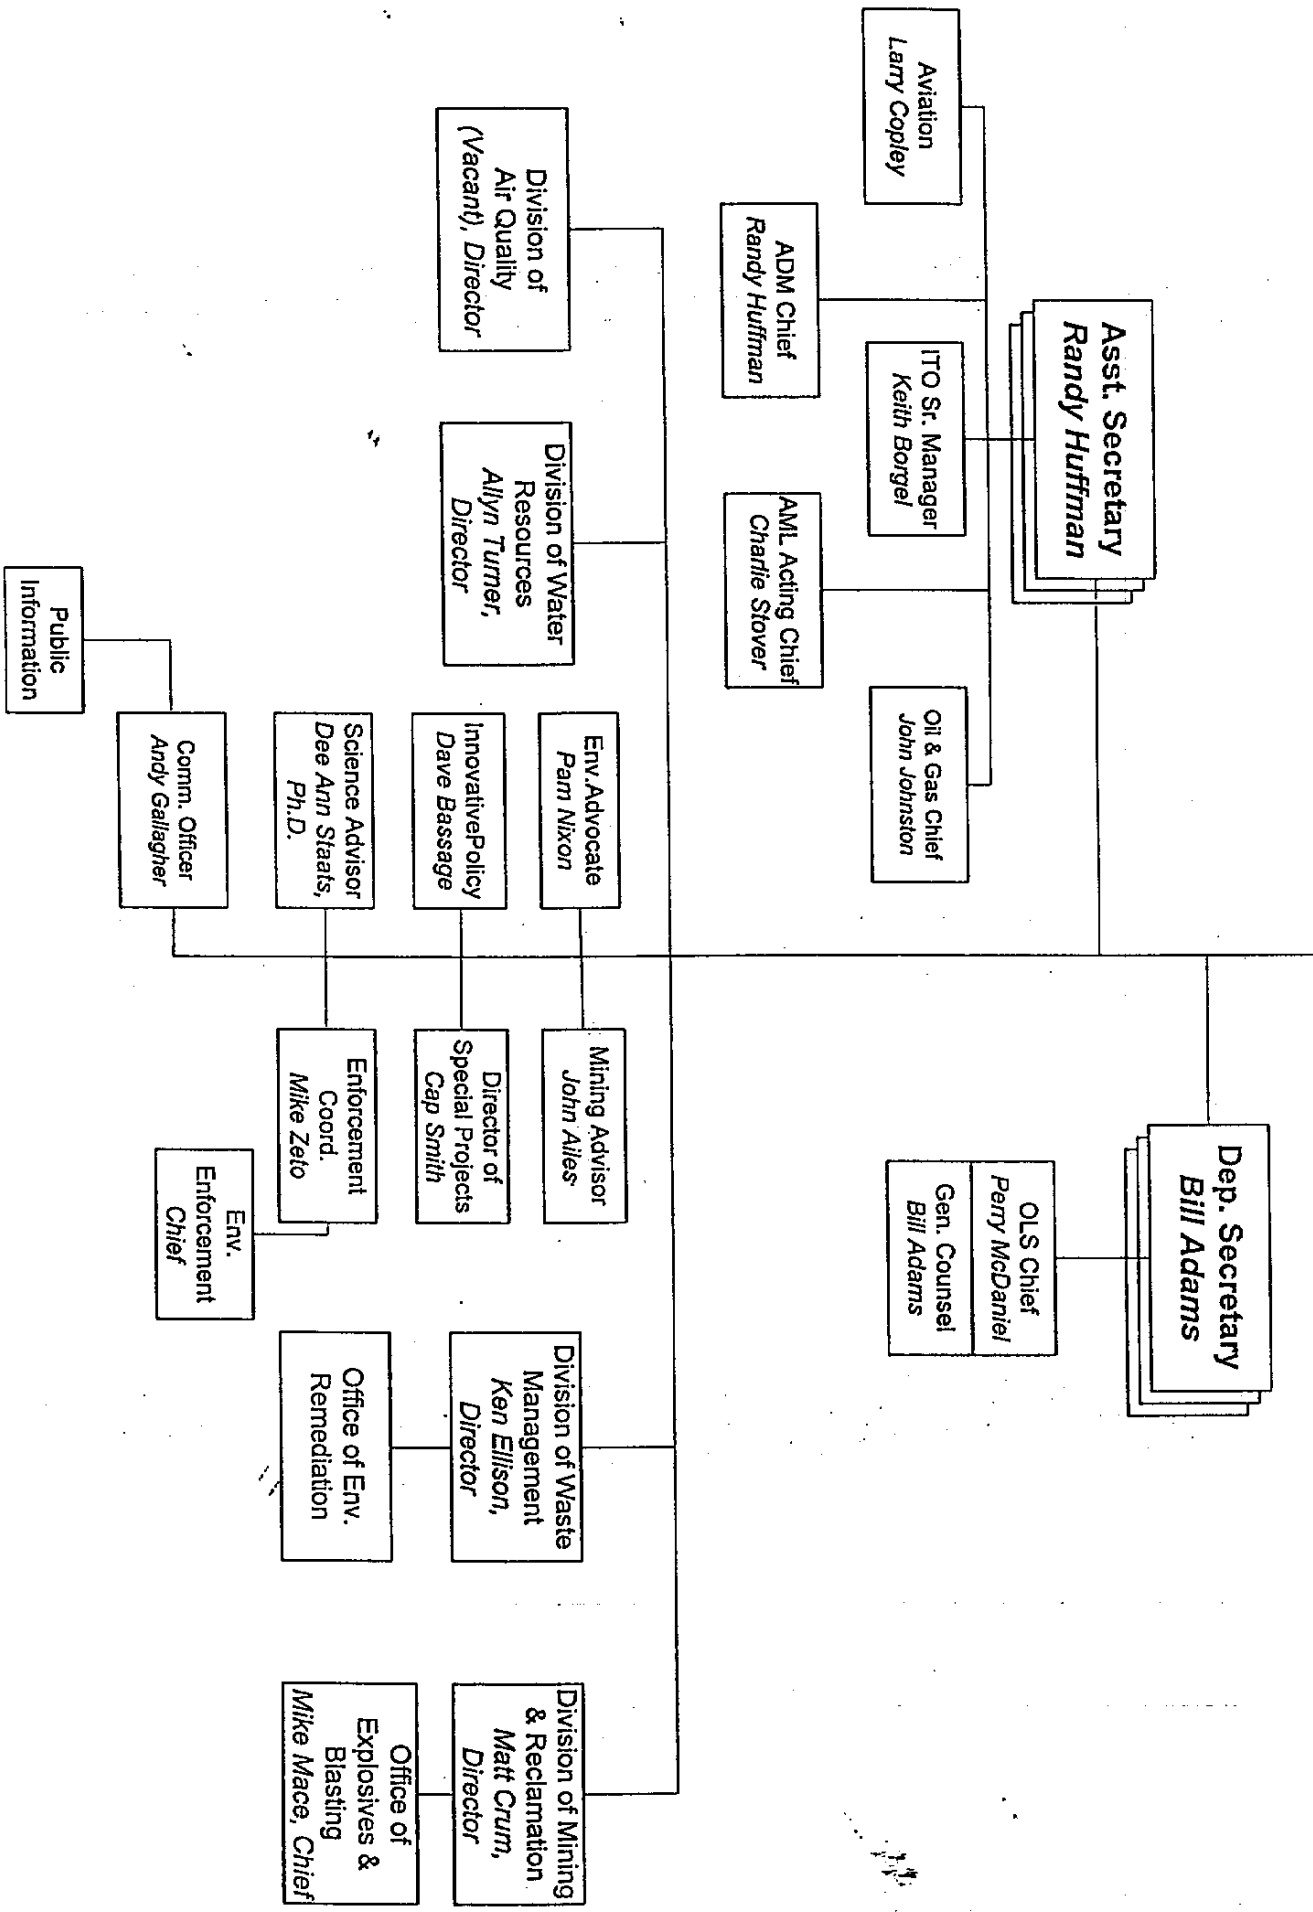 Asst. Secretary
Randy Huffman
Dep. Secretary
Bill Adams
Aviation
Larry Copley
ITO Sr. Manager
Keith Borgel
Oil & Gas Chief
John Johnston
OLS Chief
Perry McDaniel
Gen. Counsel
Bill Adams
ADM Chief
Randy Huffman
AML Acting Chief
Charlie Stover
Division of
Air Quality
(Vacant), Director
Division of Water
Resources
Allyn Turner,
Director
Env.Advocate
Pam Nixon
Mining Advisor
John Ailes
Division of Waste
Management
Ken Ellison,
Director
Division of Mining
& Reclamation
Matt Crum,
Director
InnovativePolicy
Dave Bassage
Director of
Special Projects
Cap Smith
Science Advisor
Dee Ann Staats,
Ph.D.
Enforcement
Coord.
Mike Zeto
Office of Env.
Remediation
Office of
Explosives &
Blasting
Mike Mace, Chief
Comm. Officer
Andy Gallagher
Env.
Enforcement
Chief
Public
Information